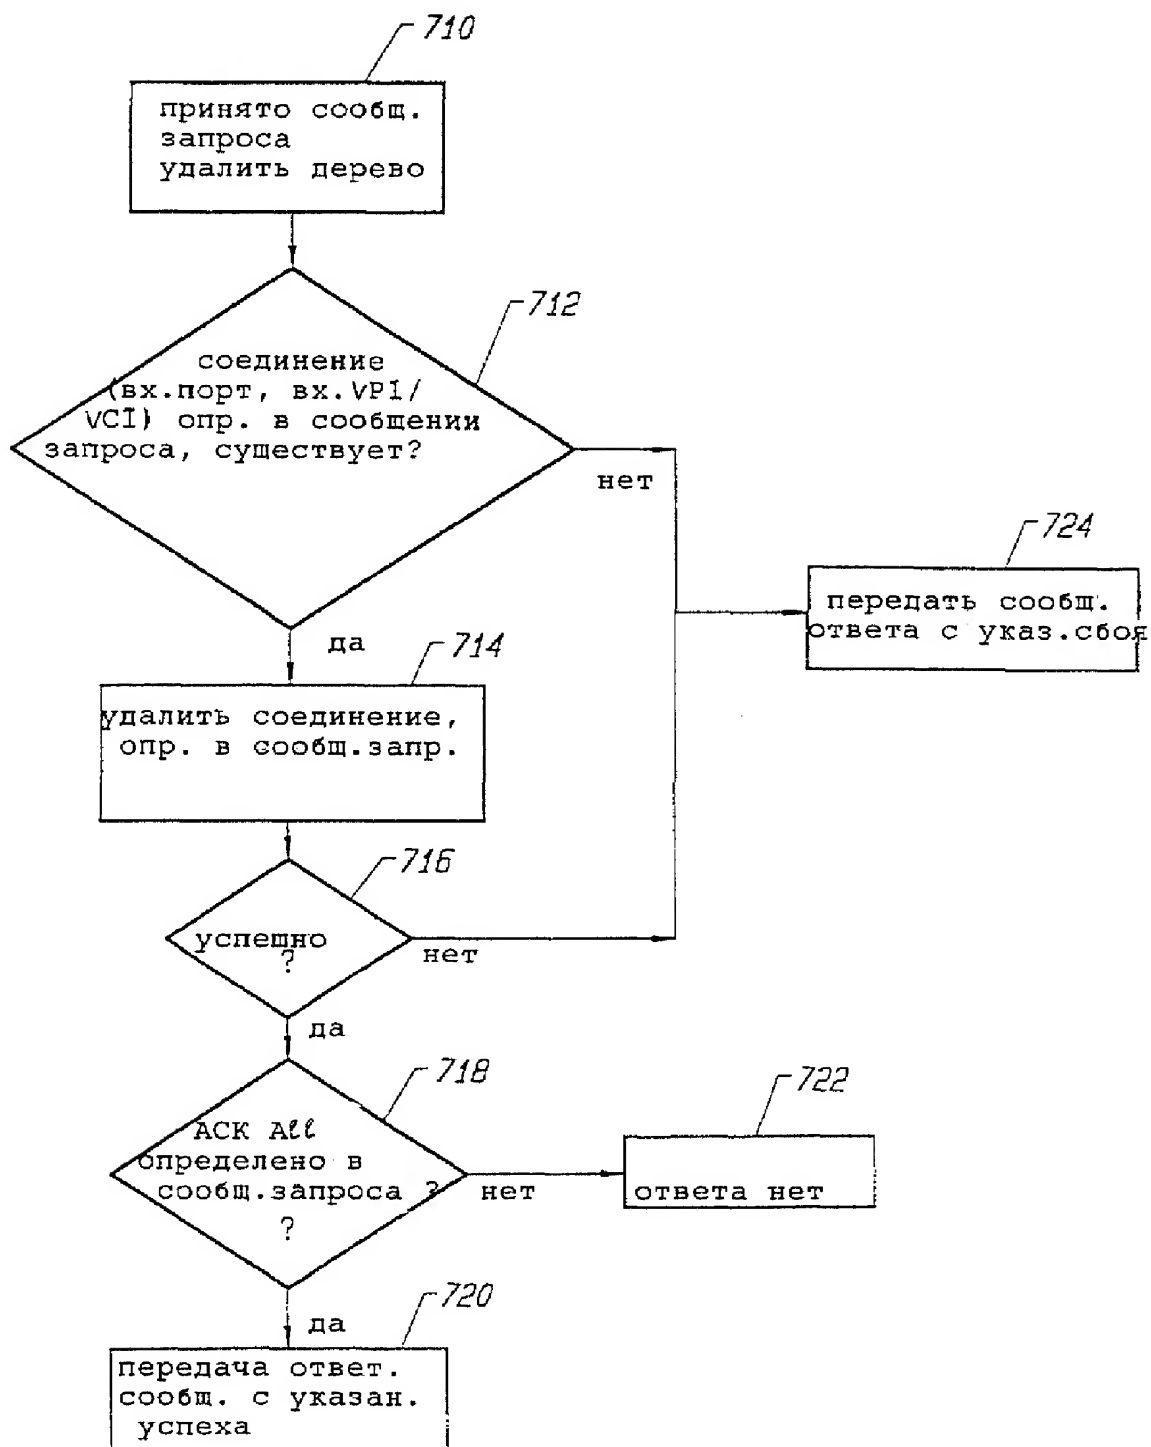 710
принято сообщ.
запроса
удалить дерево
712
соединение
(вх.порт, вх.VPI/
VCI) опр. в сообщении
запроса, существует?
нет
724
передать сообщ.
ответа с указ.сбоя
да
714
удалить соединение,
опр. в сообщ.запр.
716
успешно
?
нет
да
718
ACK All
определено в
сообщ.запроса ?
?
нет
722
ответа нет
да
720
передача ответ.
сообщ. с указан.
успеха